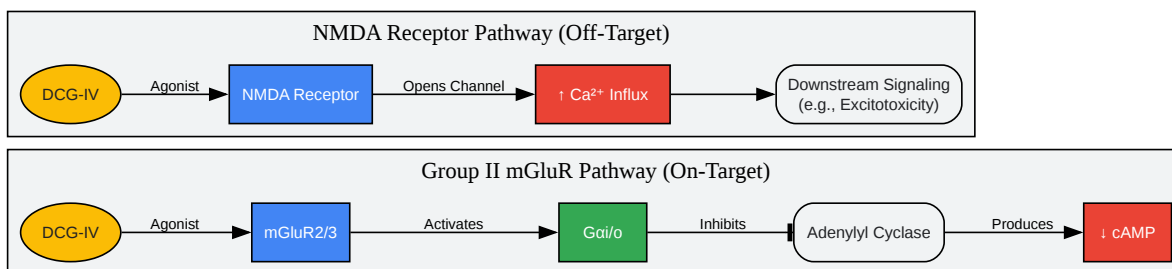 NMDA Receptor Pathway (Off-Target)
DCG-IV
Agonist
NMDA Receptor
Opens Channel
↑ Ca²⁺ Influx
Downstream Signaling
(e.g., Excitotoxicity)
Group II mGluR Pathway (On-Target)
DCG-IV
Agonist
mGluR2/3
Activates
Gαi/o
Inhibits
Adenylyl Cyclase
Produces
↓ cAMP